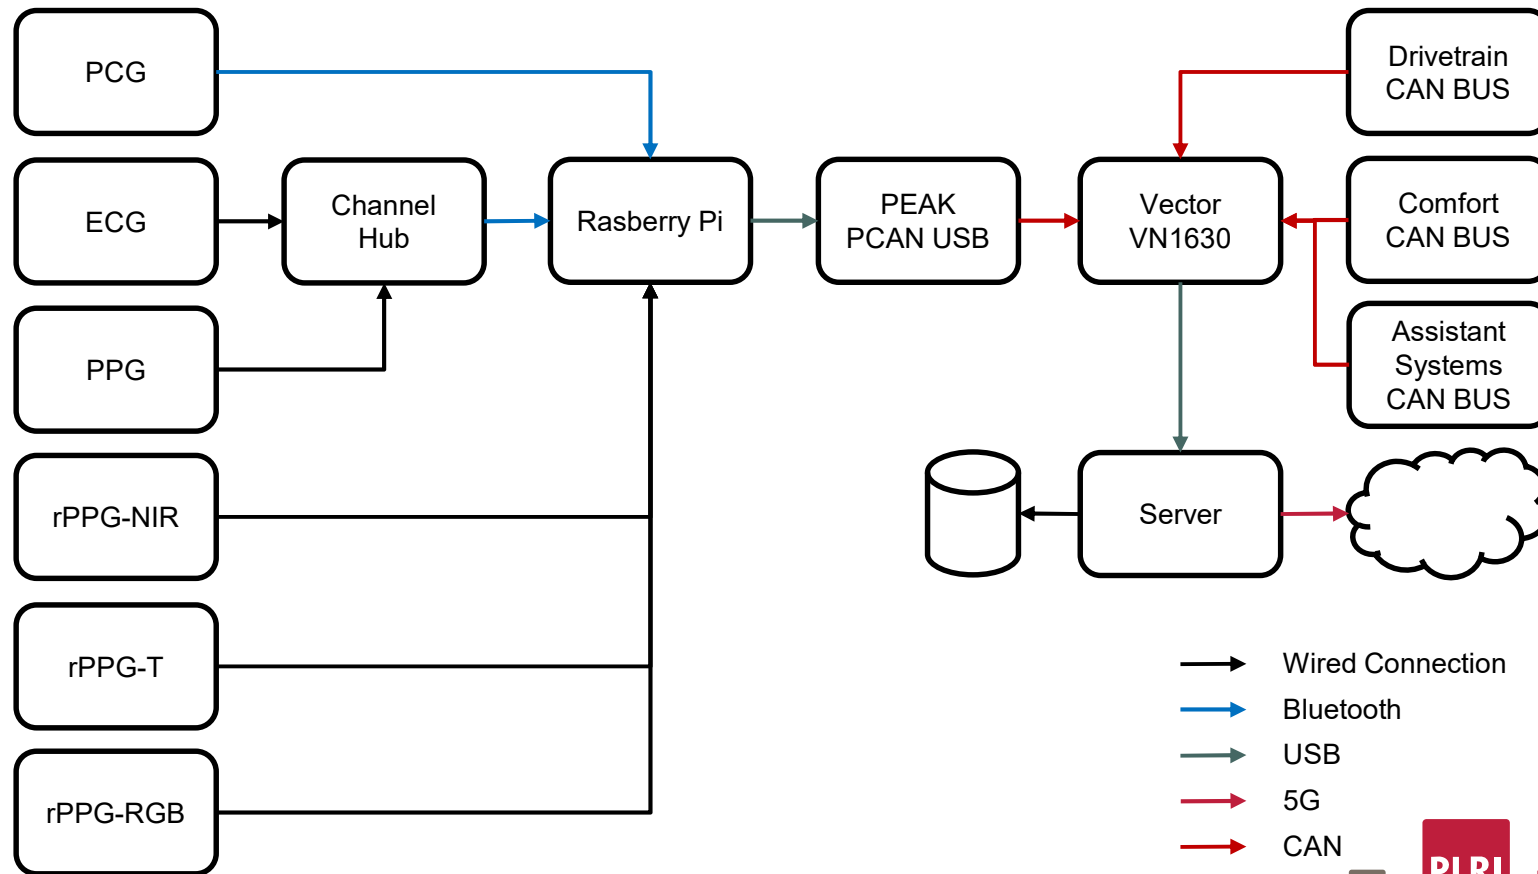 PCG
Drivetrain
CAN BUS
ECG
Channel
Hub
Rasberry Pi
PEAK
PCAN USB
Vector
VN1630
Comfort
CAN BUS
PPG
Assistant
Systems
CAN BUS
rPPG-NIR
Server
rPPG-T
rPPG-RGB
Wired Connection
Bluetooth
USB
5G
CAN